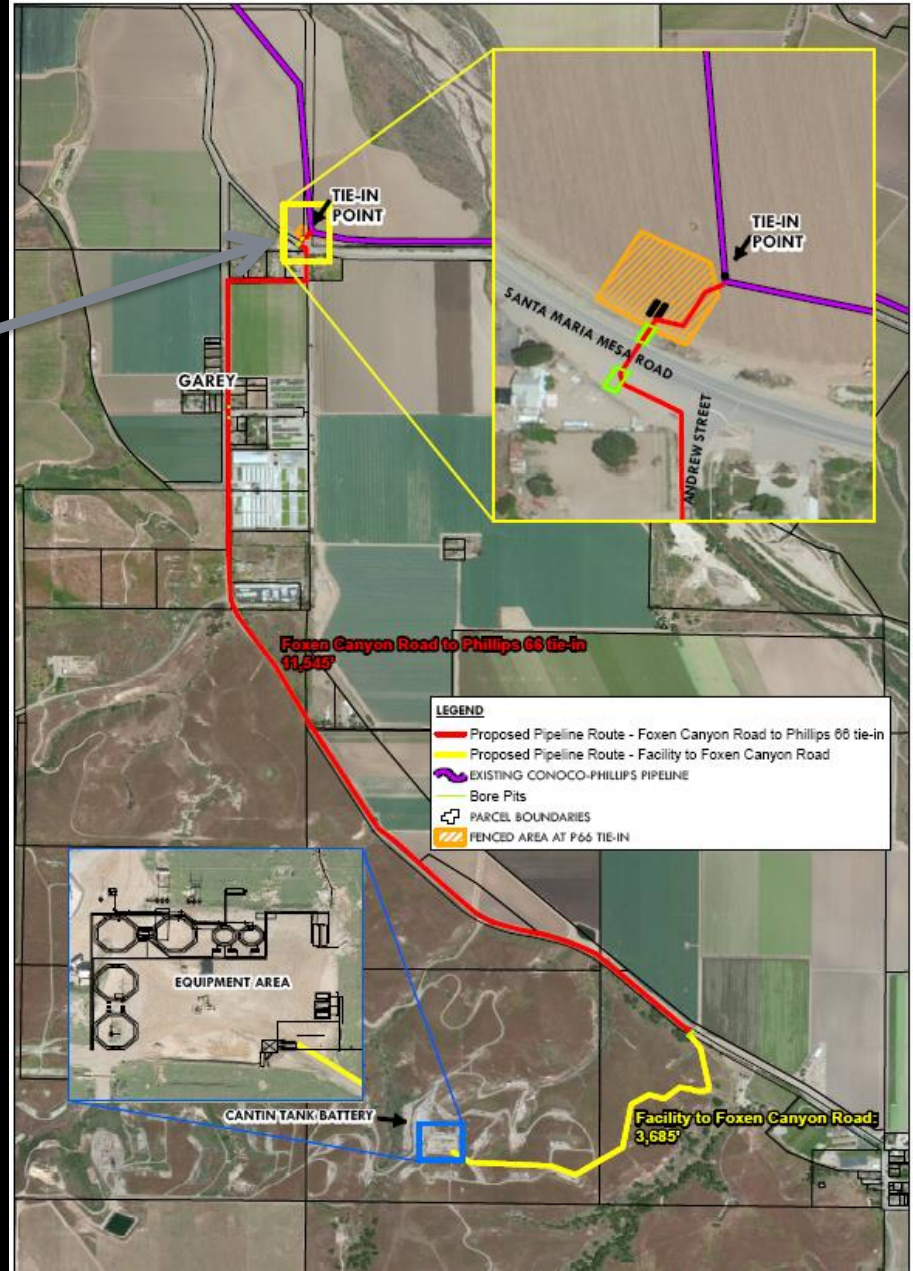 TIE-IN
POINT
TIE-IN
POINT
SANTA MARIA MESA ROAD
ANDREW STREET
GAREY
Foxen Canyon Road to Phillips 66 tie-in
11,545'
LEGEND
Proposed Pipeline Route - Foxen Canyon Road to Phillips 66 tie-in
Proposed Pipeline Route - Facility to Foxen Canyon Road
EXISTING CONOCO-PHILLIPS PIPELINE
Bore Pits
PARCEL BOUNDARIES
FENCED AREA AT P66 TIE-IN
EQUIPMENT AREA
CANTIN TANK BATTERY
Facility to Foxen Canyon Road:
3,685'